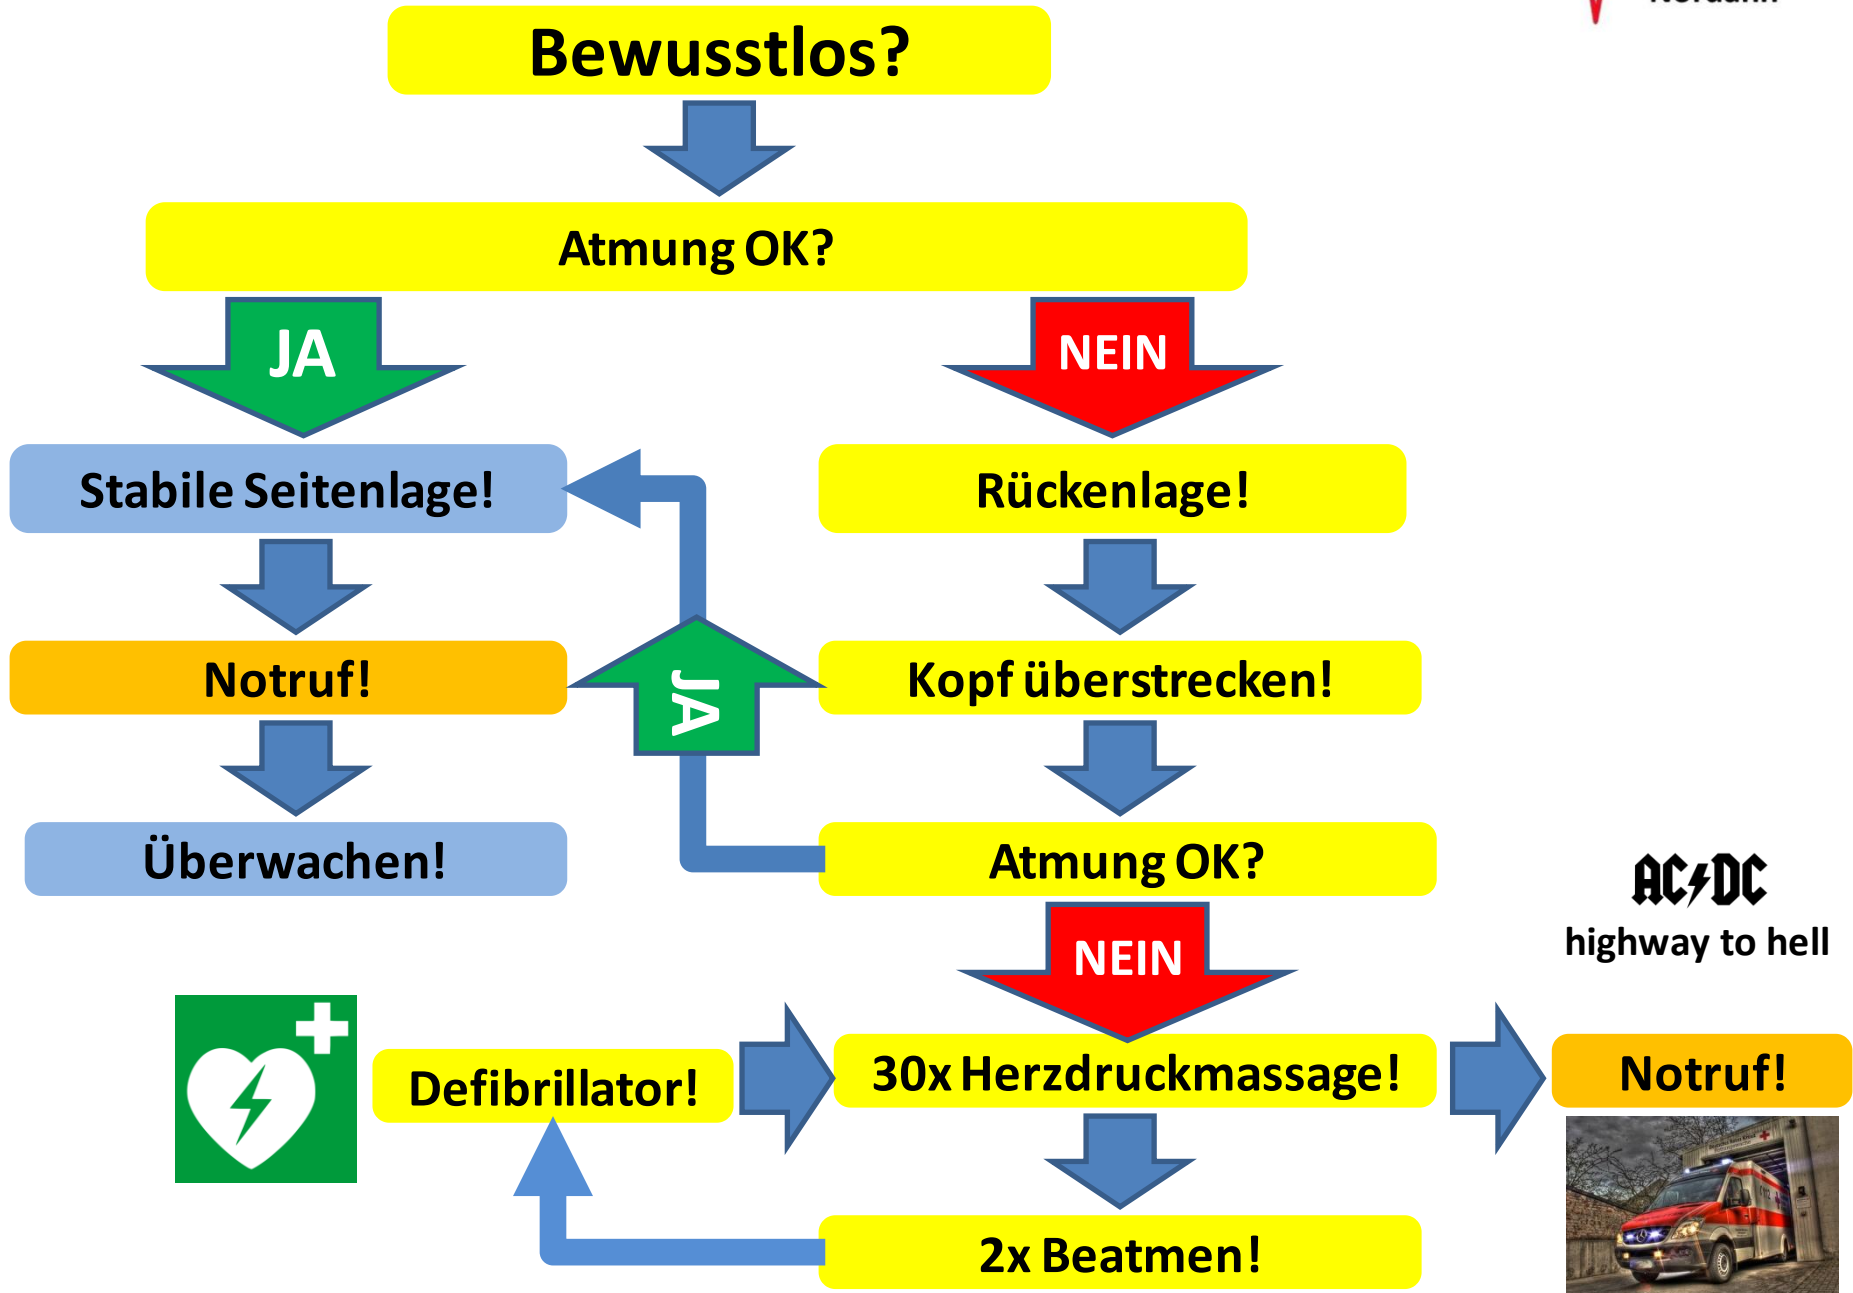 Bewusstlos?
Atmung OK?
JA
NEIN
Stabile Seitenlage!
Rückenlage!
Notruf!
JA
Kopf überstrecken!
Überwachen!
Atmung OK?
AC DC
highway to hell
NEIN
Defibrillator!
30x Herzdruckmassage!
Notruf!
2x Beatmen!